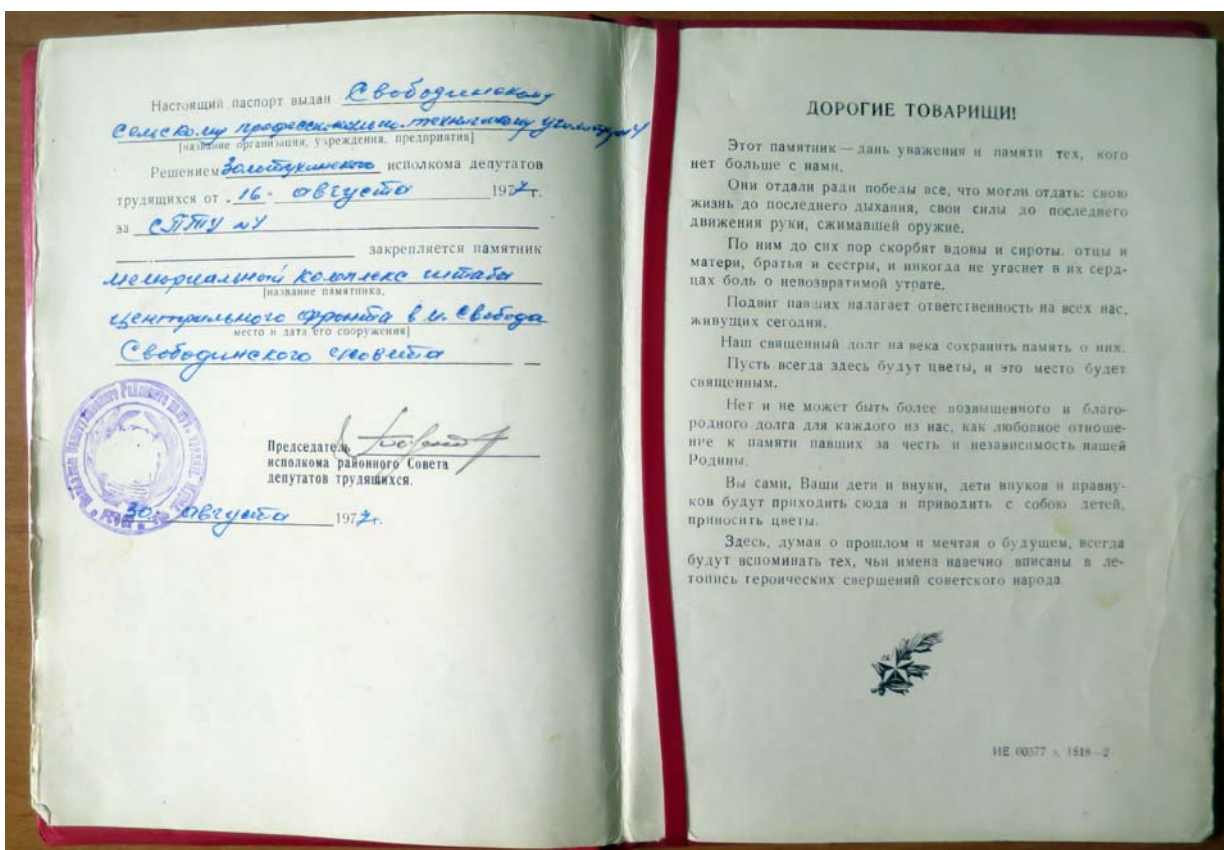 Настоящий паспорт выдан Свободинскому
сельскому профессионально-техническому училищу №4
[название организации, учреждения, предприятия]
Решением Золотухинского исполкома депутатов
трудящихся от „16" августа 1977г.
за СПТУ №4
закрепляется памятник
мемориальный комплекс штаба
[название памятника,
центрального фронта в м. Свобода
место и дата его сооружения]
Свободинского сельсовета
Председатель
исполкома районного Совета
депутатов трудящихся.
30 августа 1977г.
РСФСР
ДОРОГИЕ ТОВАРИЩИ!
Этот памятник — дань уважения и памяти тех, кого
нет больше с нами.
Они отдали ради победы все, что могли отдать: свою
жизнь до последнего дыхания, свои силы до последнего
движения руки, сжимавшей оружие.
По ним до сих пор скорбят вдовы и сироты. отцы и
матери, братья и сестры, и никогда не угаснет в их серд-
цах боль о невозвратимой утрате.
Подвиг павших налагает ответственность на всех нас,
живущих сегодня.
Наш священный долг на века сохранить память о них.
Пусть всегда здесь будут цветы, и это место будет
священным.
Нет и не может быть более возвышенного и благо-
родного долга для каждого из нас, как любовное отноше-
ние к памяти павших за честь и независимость нашей
Родины.
Вы сами, Ваши дети и внуки, дети внуков и правну-
ков будут приходить сюда и приводить с собою детей,
приносить цветы.
Здесь, думая о прошлом и мечтая о будущем, всегда
будут вспоминать тех, чьи имена навечно вписаны в ле-
топись героических свершений советского народа.
ИЕ 00577 з. 1618—2